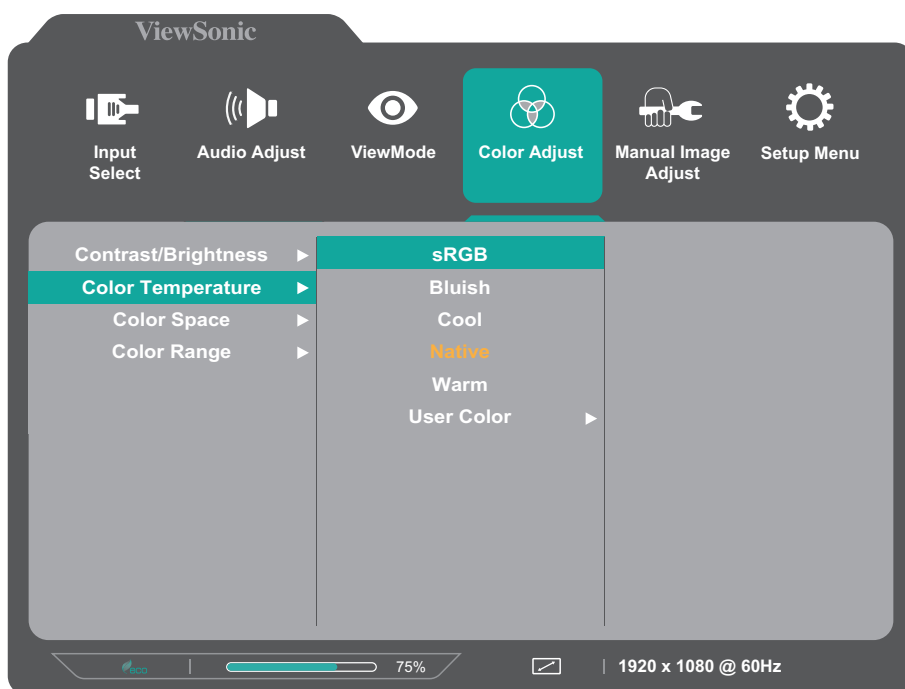 ViewSonic
Input
Select
Audio Adjust
ViewMode
Color Adjust
Manual Image
Adjust
Setup Menu
Contrast/Brightness
Color Temperature
Color Space
Color Range
sRGB
Bluish
Cool
Native
Warm
User Color
eco
75%
1920 x 1080 @ 60Hz